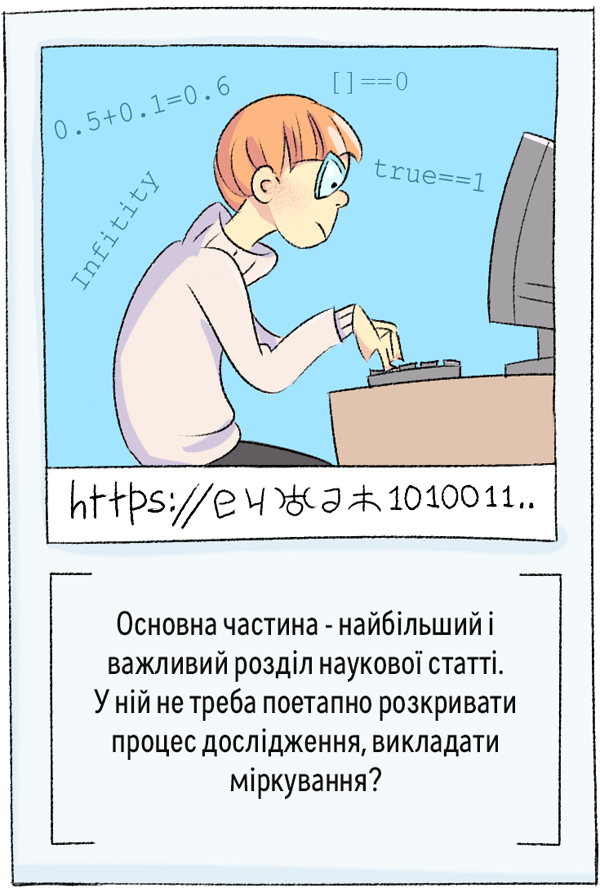 0.5+0.1=0.6
[]==0
true==1
Infitity
https://еч
1010011..
Основна частина - найбільший і
важливий розділ наукової статті.
У ній не треба поетапно розкривати
процес дослідження, викладати
міркування?